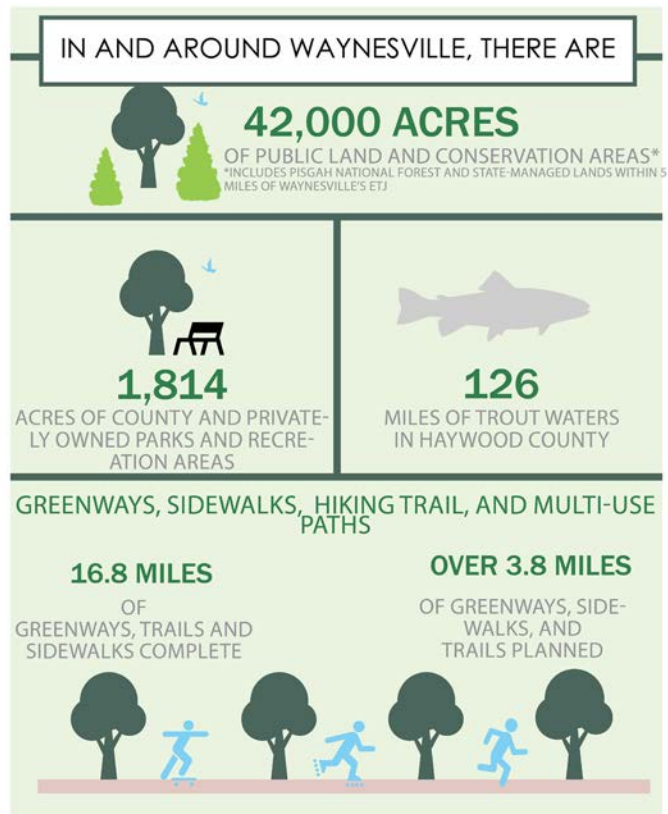 IN AND AROUND WAYNESVILLE, THERE ARE
42,000 ACRES
OF PUBLIC LAND AND CONSERVATION AREAS*
*INCLUDES PISGAH NATIONAL FOREST AND STATE-MANAGED LANDS WITHIN 5
MILES OF WAYNESVILLE'S ETJ
1,814
ACRES OF COUNTY AND PRIVATE-
LY OWNED PARKS AND RECRE-
ATION AREAS
126
MILES OF TROUT WATERS
IN HAYWOOD COUNTY
GREENWAYS, SIDEWALKS, HIKING TRAIL, AND MULTI-USE
PATHS
16.8 MILES
OF
GREENWAYS, TRAILS AND
SIDEWALKS COMPLETE
OVER 3.8 MILES
OF GREENWAYS, SIDE-
WALKS, AND
TRAILS PLANNED